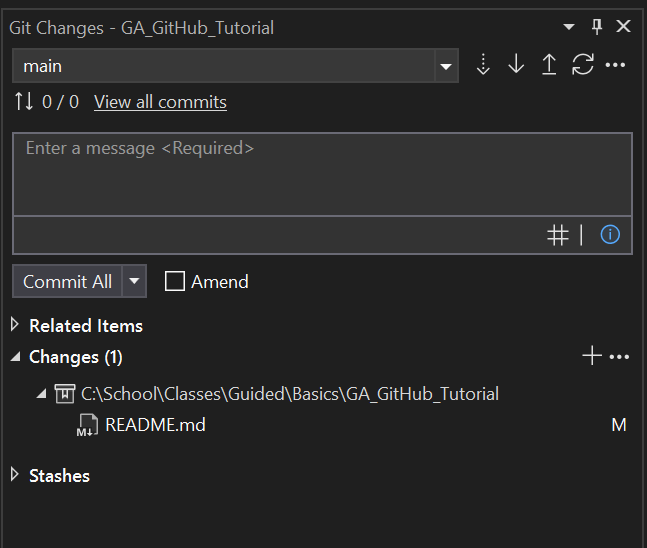 Git Changes - GA_GitHub_Tutorial
main
0 / 0 View all commits
Enter a message <Required>
Commit All Amend
Related Items
Changes (1)
C:\School\Classes\Guided\Basics\GA_GitHub_Tutorial
M↓ README.md M
Stashes